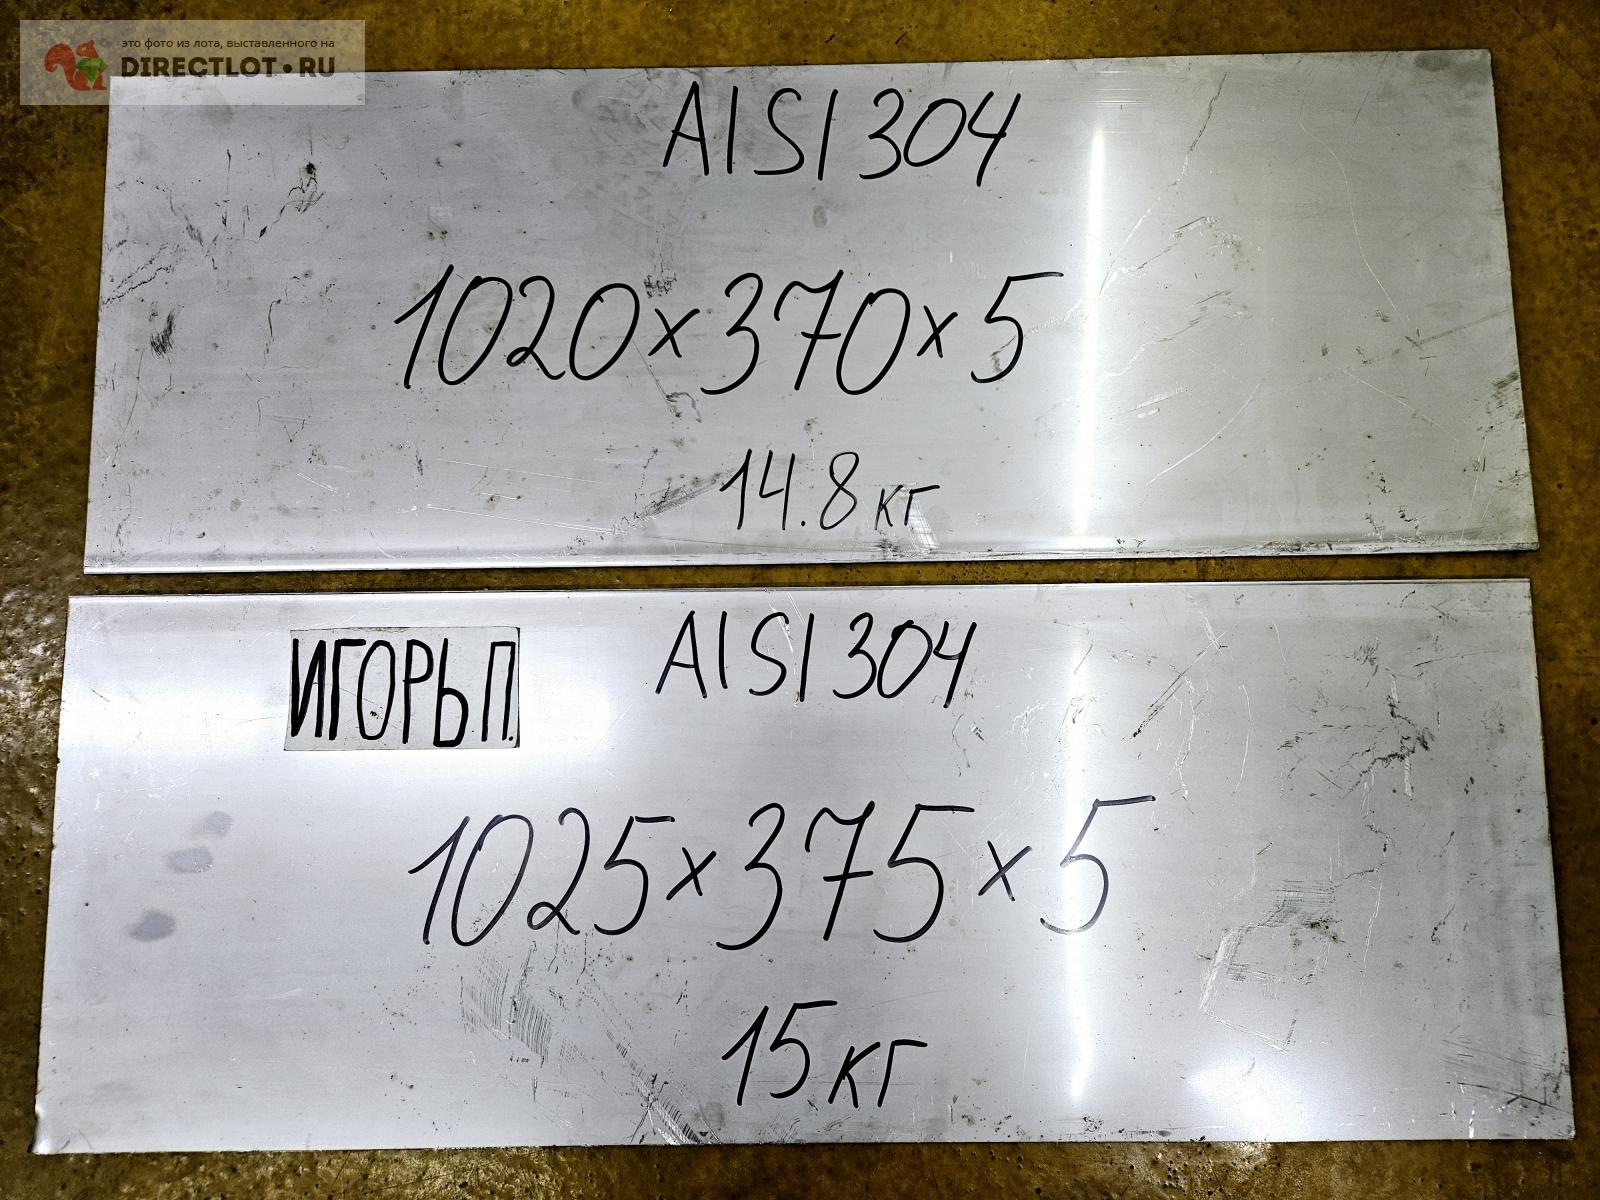 это фото из лота, выставленного на
DIRECTLOT•RU
AISI 304
1020×370×5
14.8 кг
ИГОРЬ П.
AISI 304
1025×375×5
15 кг